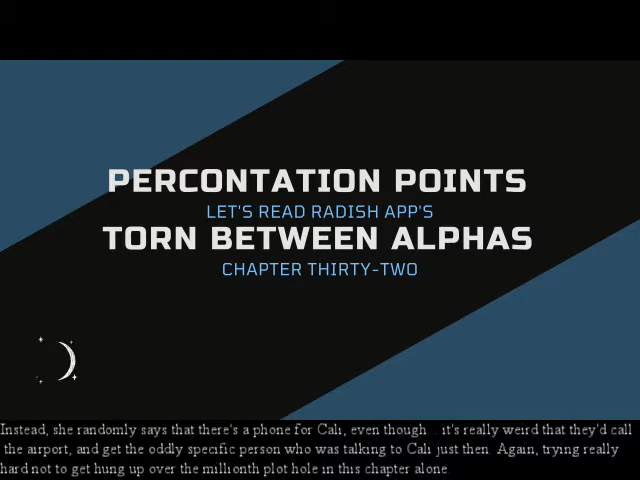 PERCONTATION POINTS
LET'S READ RADISH APP'S
TORN BETWEEN ALPHAS
CHAPTER THIRTY-TWO
Instead, she randomly says that there's a phone for Cali, even though... it's really weird that they'd call
the airport, and get the oddly specific person who was talking to Cali just then. Again, trying really
hard not to get hung up over the millionth plot hole in this chapter alone.